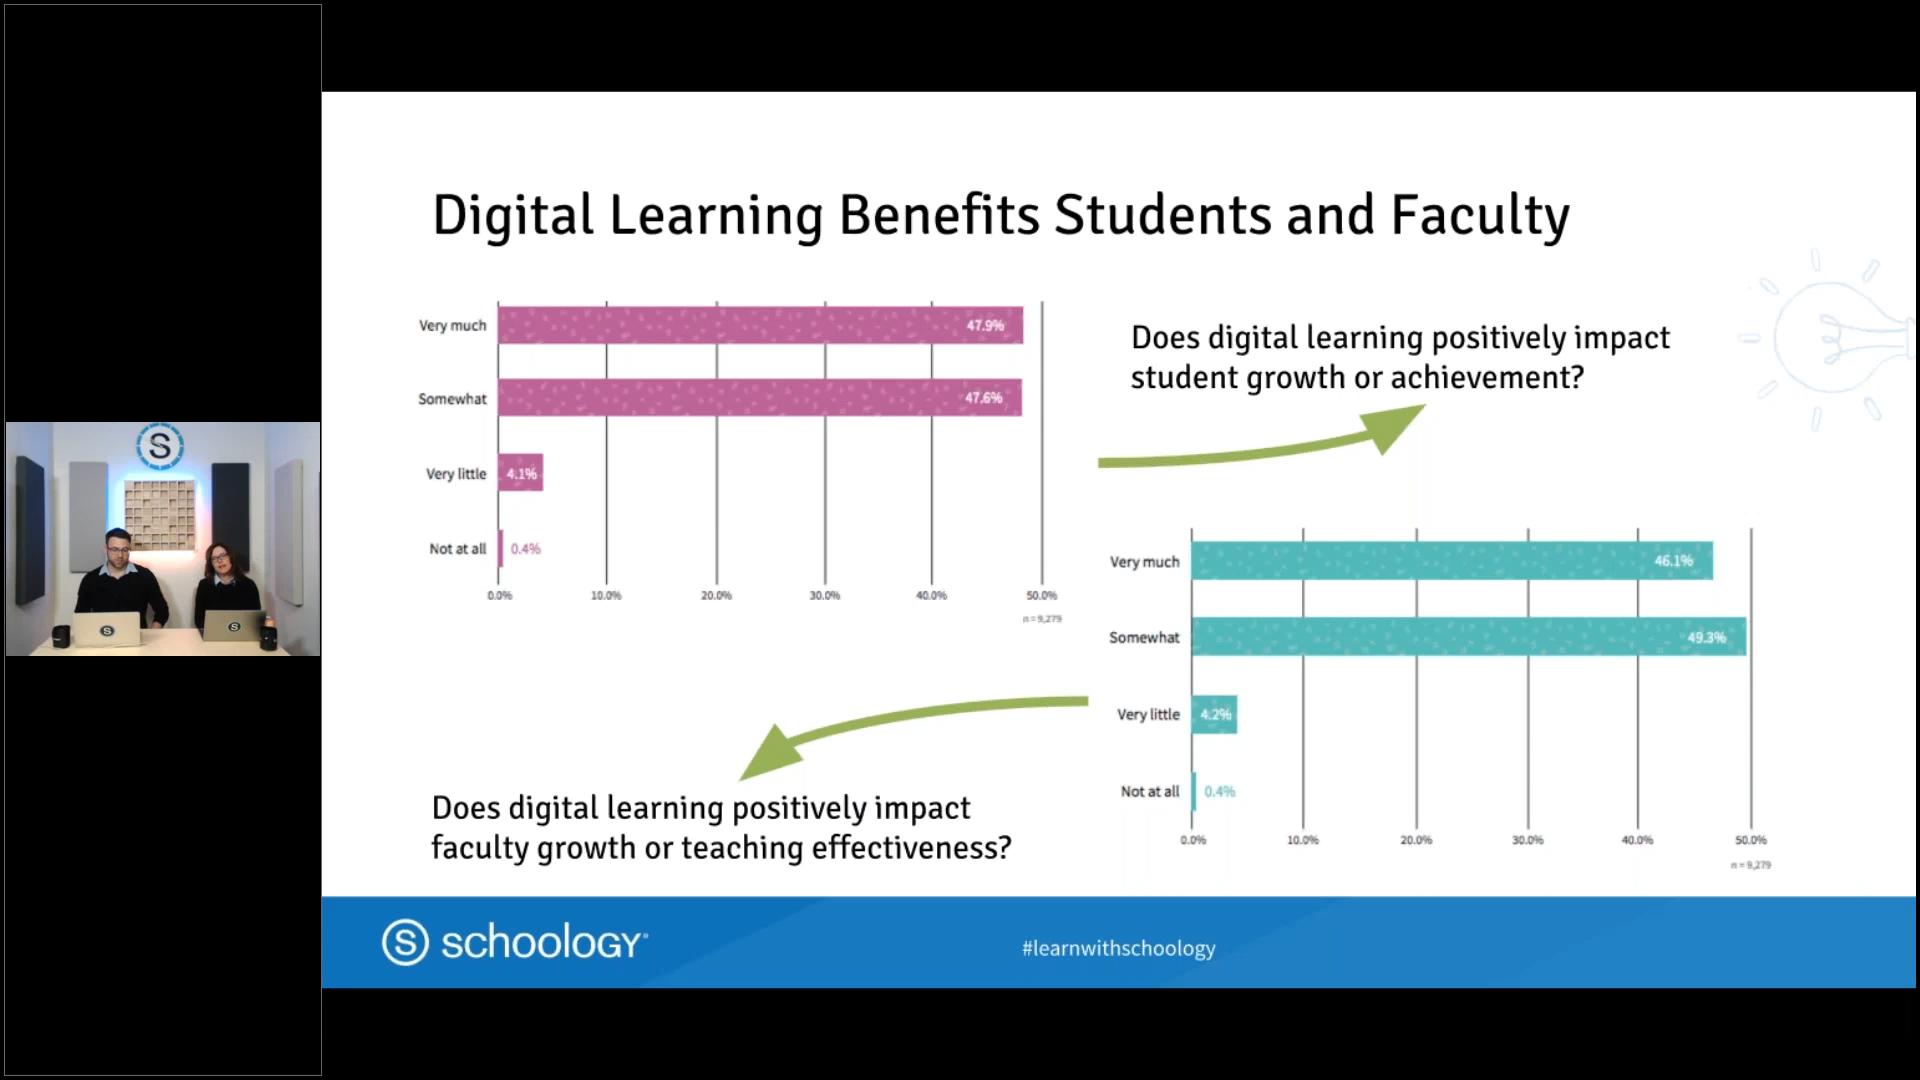 Digital Learning Benefits Students and Faculty
Very much
47.9%
Somewhat
47.6%
Very little
4.1%
Not at all
0.4%
0.0%
10.0%
20.0%
30.0%
40.0%
50.0%
n = 9,279
Does digital learning positively impact
student growth or achievement?
Very much
46.1%
Somewhat
49.3%
Very little
4.2%
Not at all
0.4%
0.0%
10.0%
20.0%
30.0%
40.0%
50.0%
n = 9,279
Does digital learning positively impact
faculty growth or teaching effectiveness?
S
S
S
S schoology
#learnwithschoology